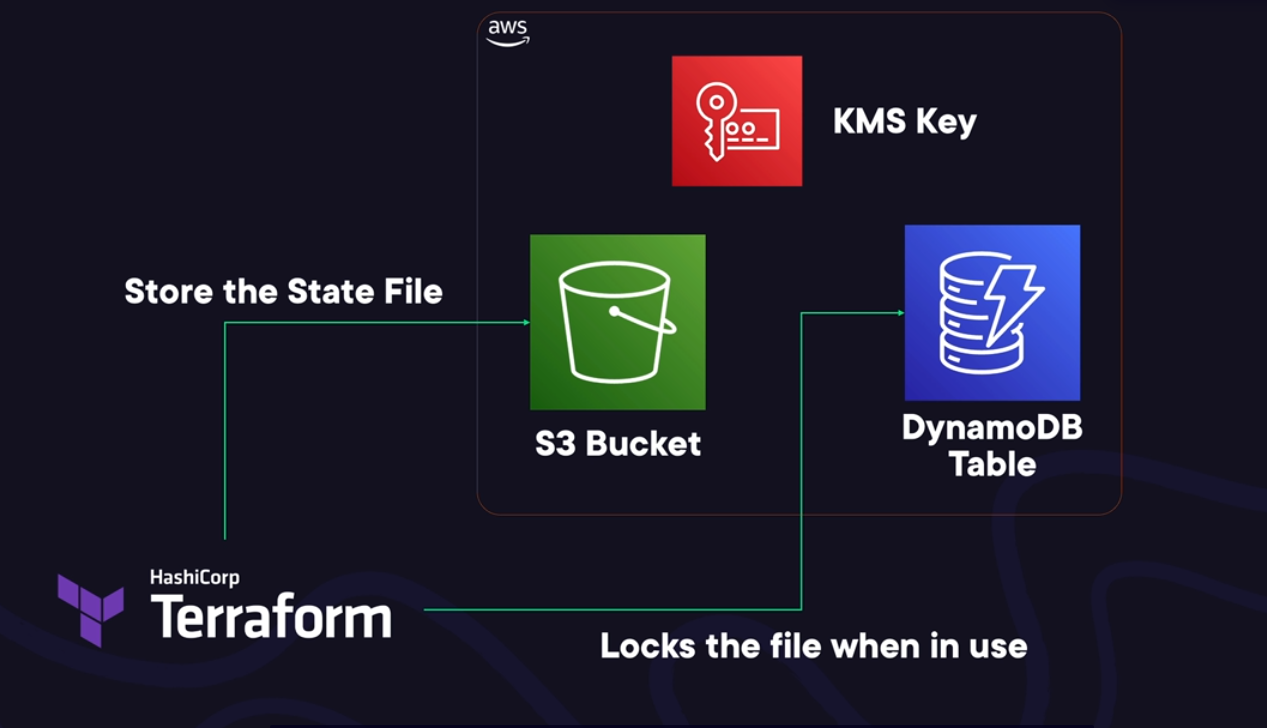 aws
KMS Key
Store the State File
S3 Bucket
DynamoDB
Table
HashiCorp
Terraform
Locks the file when in use